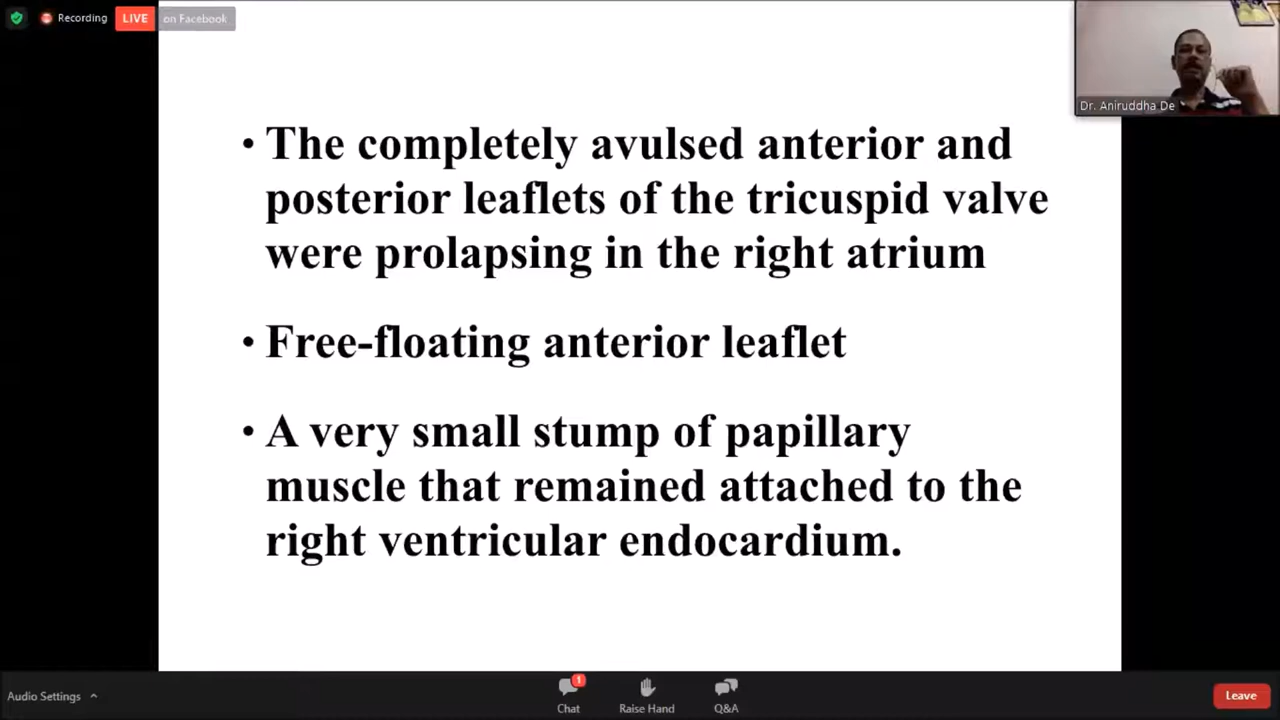 Recording LIVE on Facebook
Dr. Aniruddha De
• The completely avulsed anterior and
posterior leaflets of the tricuspid valve
were prolapsing in the right atrium
• Free-floating anterior leaflet
• A very small stump of papillary
muscle that remained attached to the
right ventricular endocardium.
Audio Settings
1
Chat
Raise Hand
Q&A
Leave